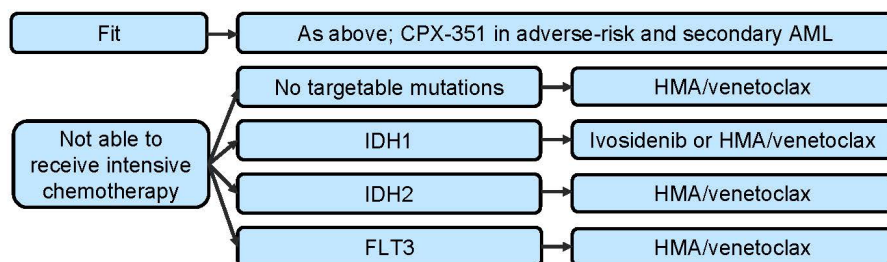 Fit
As above; CPX-351 in adverse-risk and secondary AML
Not able to
receive intensive
chemotherapy
No targetable mutations
HMA/venetoclax
IDH1
Ivosidenib or HMA/venetoclax
IDH2
HMA/venetoclax
FLT3
HMA/venetoclax